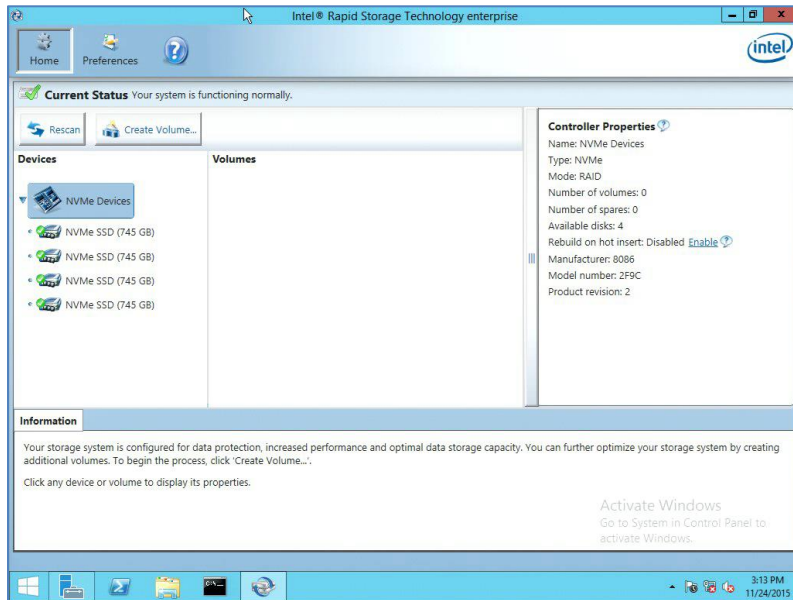 Intel® Rapid Storage Technology enterprise
Home
Preferences
intel
Current Status Your system is functioning normally.
Rescan
Create Volume...
Devices
Volumes
NVMe Devices
NVMe SSD (745 GB)
NVMe SSD (745 GB)
NVMe SSD (745 GB)
NVMe SSD (745 GB)
Controller Properties
Name: NVMe Devices
Type: NVMe
Mode: RAID
Number of volumes: 0
Number of spares: 0
Available disks: 4
Rebuild on hot insert: Disabled Enable
Manufacturer: 8086
Model number: 2F9C
Product revision: 2
Information
Your storage system is configured for data protection, increased performance and optimal data storage capacity. You can further optimize your storage system by creating
additional volumes. To begin the process, click 'Create Volume...'.
Click any device or volume to display its properties.
Activate Windows
Go to System in Control Panel to
activate Windows.
3:13 PM
11/24/2015